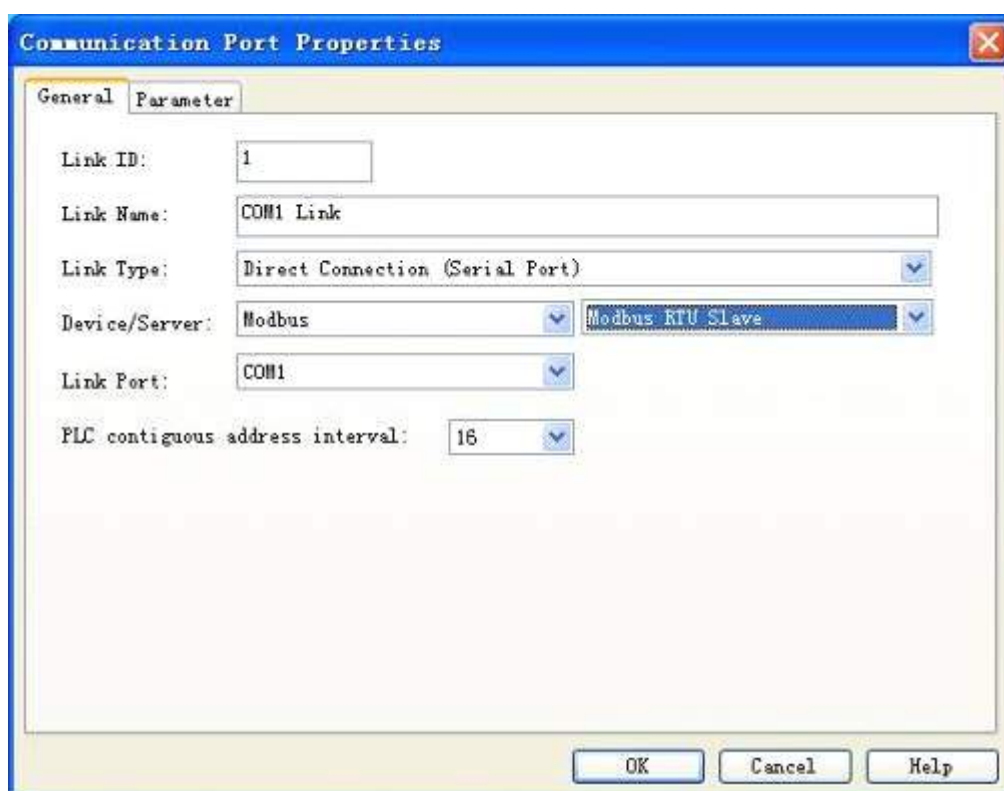 Communication Port Properties
General Parameter
Link ID: 1
Link Name: COM1 Link
Link Type: Direct Connection (Serial Port)
Device/Server: Modbus Modbus RTU Slave
Link Port: COM1
PLC contiguous address interval: 16
OK Cancel Help